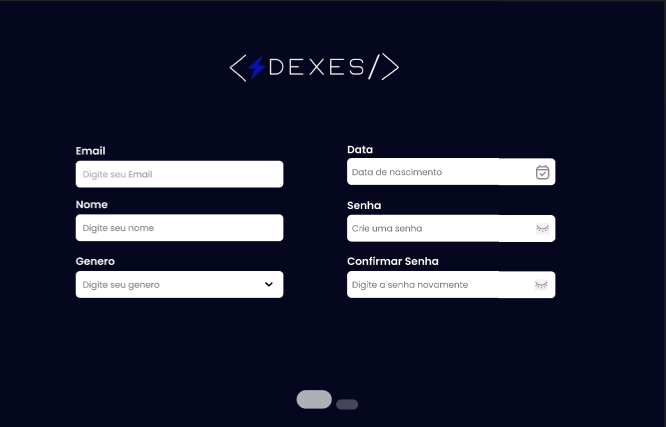 <DEXES/>
Email
Digite seu Email
Nome
Digite seu nome
Genero
Digite seu genero
Data
Data de nascimento
Senha
Crie uma senha
Confirmar Senha
Digite a senha novamente